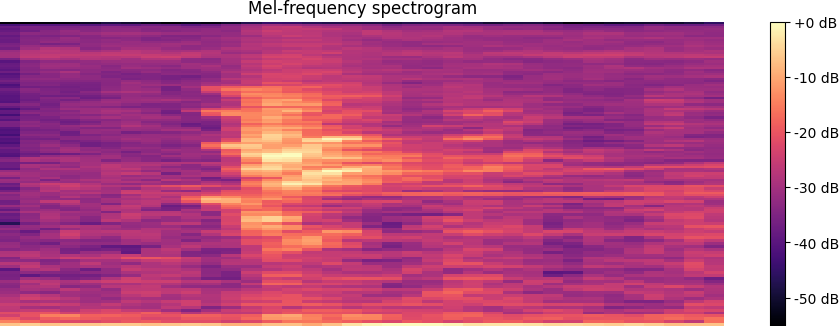 Mel-frequency spectrogram
+0 dB
-10 dB
-20 dB
-30 dB
-40 dB
-50 dB